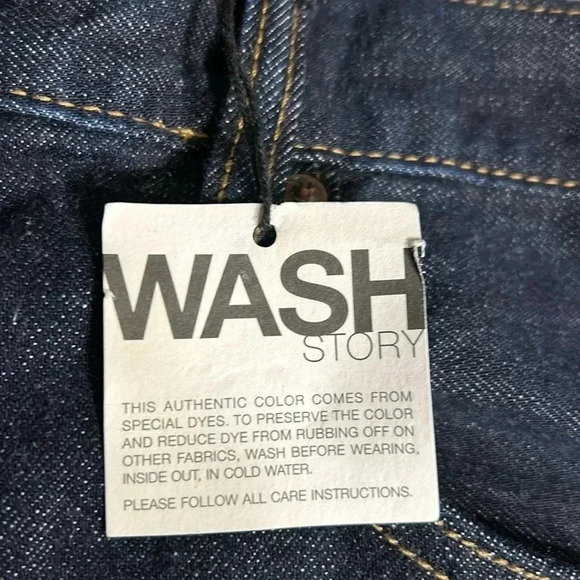 WASH
STORY
THIS AUTHENTIC COLOR COMES FROM
SPECIAL DYES. TO PRESERVE THE COLOR
AND REDUCE DYE FROM RUBBING OFF ON
OTHER FABRICS, WASH BEFORE WEARING,
INSIDE OUT, IN COLD WATER.
PLEASE FOLLOW ALL CARE INSTRUCTIONS.